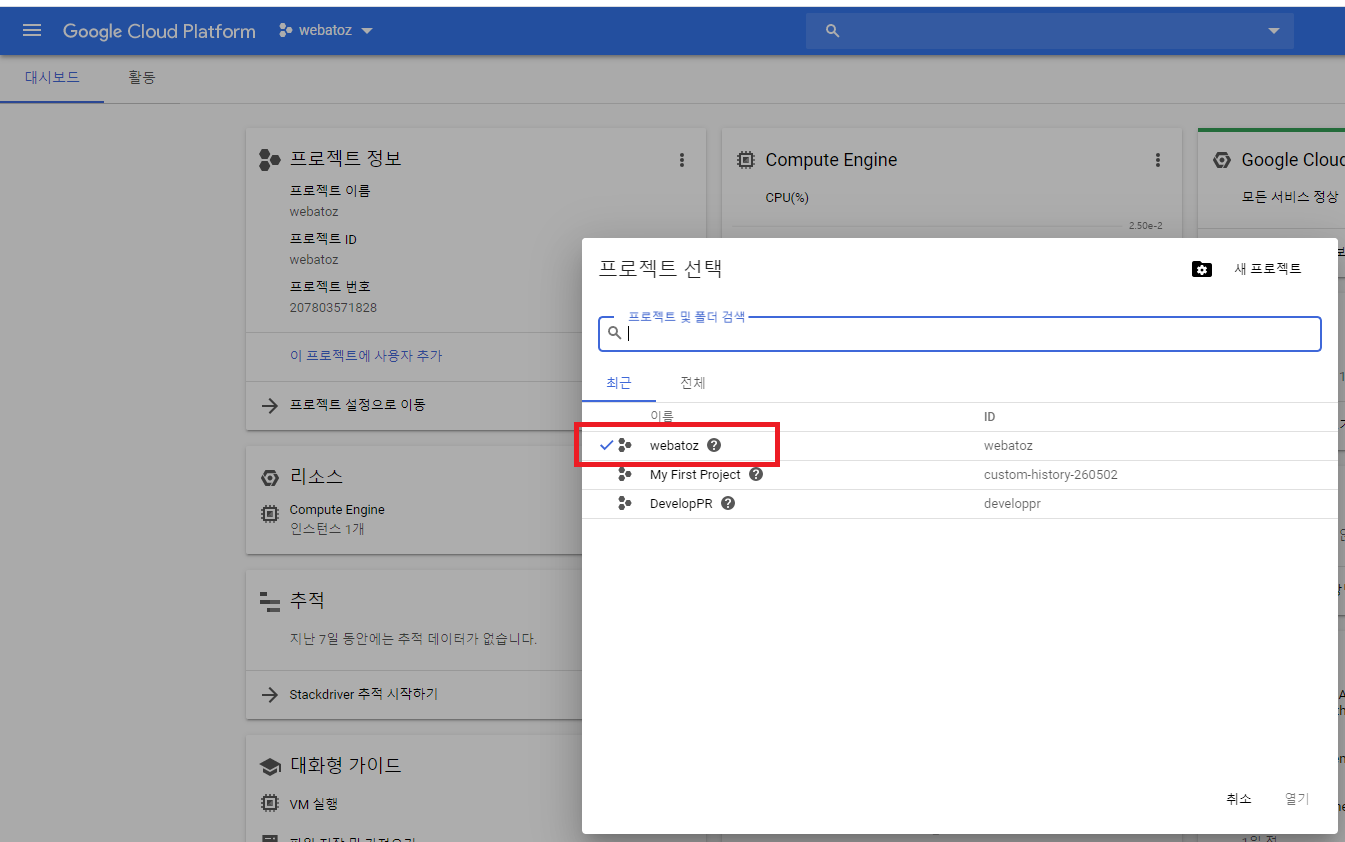 Google Cloud Platform webatoz
대시보드 활동
프로젝트 정보
프로젝트 이름
webatoz
프로젝트 ID
webatoz
프로젝트 번호
207803571828
이 프로젝트에 사용자 추가
프로젝트 설정으로 이동
리소스
Compute Engine
인스턴스 1개
추적
지난 7일 동안에는 추적 데이터가 없습니다.
Stackdriver 추적 시작하기
대화형 가이드
VM 실행
Compute Engine
CPU(%)
2.50e-2
Google Cloud
모든 서비스 정상
프로젝트 선택
새 프로젝트
프로젝트 및 폴더 검색
최근 전체
이름 ID
webatoz webatoz
My First Project custom-history-260502
DevelopPR developpr
취소 열기